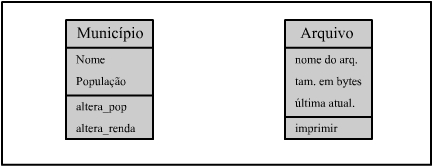 Município
Nome
População
altera_pop
altera_renda
Arquivo
nome do arq.
tam. em bytes
última atual.
imprimir